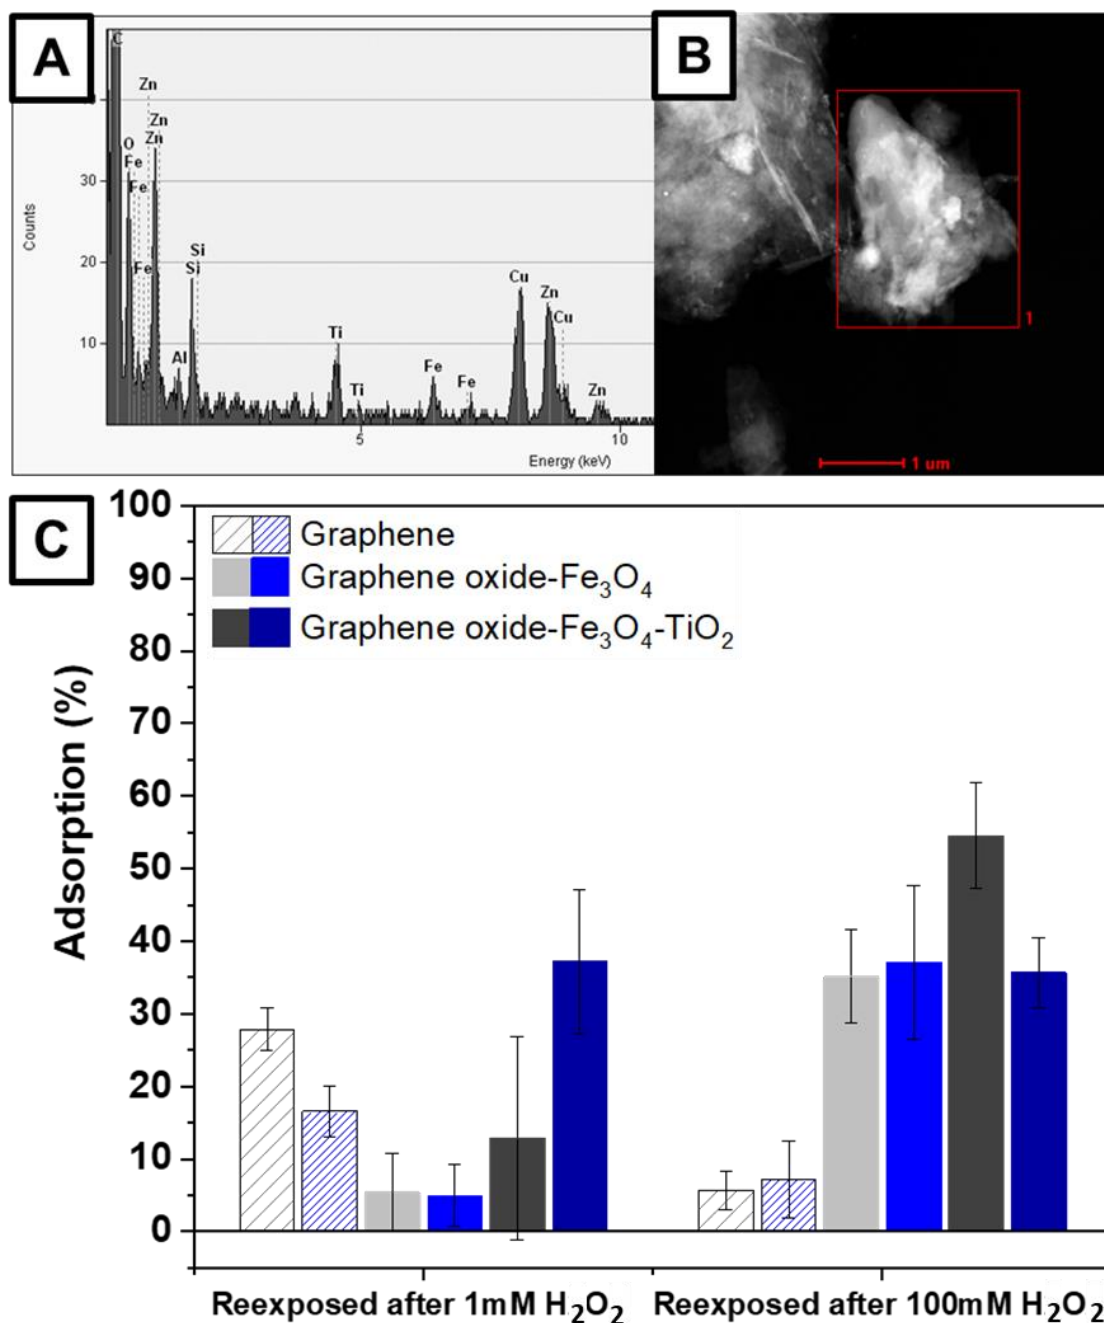 A
B
C
Zn
Zn
O
Zn
Fe
Fe
Fe
Al
Si
Si
Ti
Ti
Fe
Fe
Cu
Zn
Cu
Zn
30
20
10
Counts
5
10
Energy (keV)
1
1 um
C
100
90
80
70
60
50
40
30
20
10
0
Adsorption (%)
Graphene
Graphene oxide-Fe₃O₄
Graphene oxide-Fe₃O₄-TiO₂
Reexposed after 1mM H₂O₂
Reexposed after 100mM H₂O₂